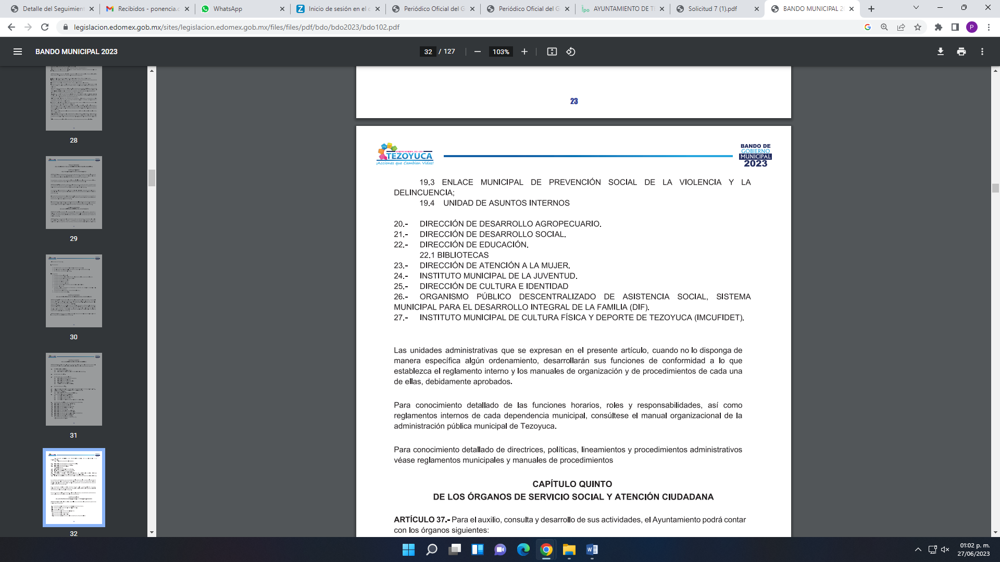 Detalle del Seguimient
Recibidos - ponencia.c
WhatsApp
Inicio de sesión en el c
Periódico Oficial del G
Periódico Oficial del G
AYUNTAMIENTO DE T
Solicitud 7 (1).pdf
BANDO MUNICIPAL 2
legislacion.edomex.gob.mx/sites/legislacion.edomex.gob.mx/files/files/pdf/bdo/bdo2023/bdo102.pdf
P
BANDO MUNICIPAL 2023
32 / 127
103%
28
29
30
31
32
23
TEZOYUCA
¡Acciones que Cambian Vidas!
BANDO DE
GOBIERNO
MUNICIPAL
2023
19.3 ENLACE MUNICIPAL DE PREVENCIÓN SOCIAL DE LA VIOLENCIA Y LA
DELINCUENCIA;
19.4 UNIDAD DE ASUNTOS INTERNOS
20.- DIRECCIÓN DE DESARROLLO AGROPECUARIO.
21.- DIRECCIÓN DE DESARROLLO SOCIAL.
22.- DIRECCIÓN DE EDUCACIÓN.
22.1 BIBLIOTECAS
23.- DIRECCIÓN DE ATENCIÓN A LA MUJER.
24.- INSTITUTO MUNICIPAL DE LA JUVENTUD.
25.- DIRECCIÓN DE CULTURA E IDENTIDAD
26.- ORGANISMO PÚBLICO DESCENTRALIZADO DE ASISTENCIA SOCIAL, SISTEMA
MUNICIPAL PARA EL DESARROLLO INTEGRAL DE LA FAMILIA (DIF).
27.- INSTITUTO MUNICIPAL DE CULTURA FÍSICA Y DEPORTE DE TEZOYUCA (IMCUFIDET).
Las unidades administrativas que se expresan en el presente artículo, cuando no lo disponga de
manera específica algún ordenamiento, desarrollarán sus funciones de conformidad a lo que
establezca el reglamento interno y los manuales de organización y de procedimientos de cada una
de ellas, debidamente aprobados.
Para conocimiento detallado de las funciones horarios, roles y responsabilidades, así como
reglamentos internos de cada dependencia municipal, consúltese el manual organizacional de la
administración pública municipal de Tezoyuca.
Para conocimiento detallado de directrices, políticas, lineamientos y procedimientos administrativos
véase reglamentos municipales y manuales de procedimientos
CAPÍTULO QUINTO
DE LOS ÓRGANOS DE SERVICIO SOCIAL Y ATENCIÓN CIUDADANA
ARTÍCULO 37.- Para el auxilio, consulta y desarrollo de sus actividades, el Ayuntamiento podrá contar
con los órganos siguientes:
01:02 p. m.
27/06/2023